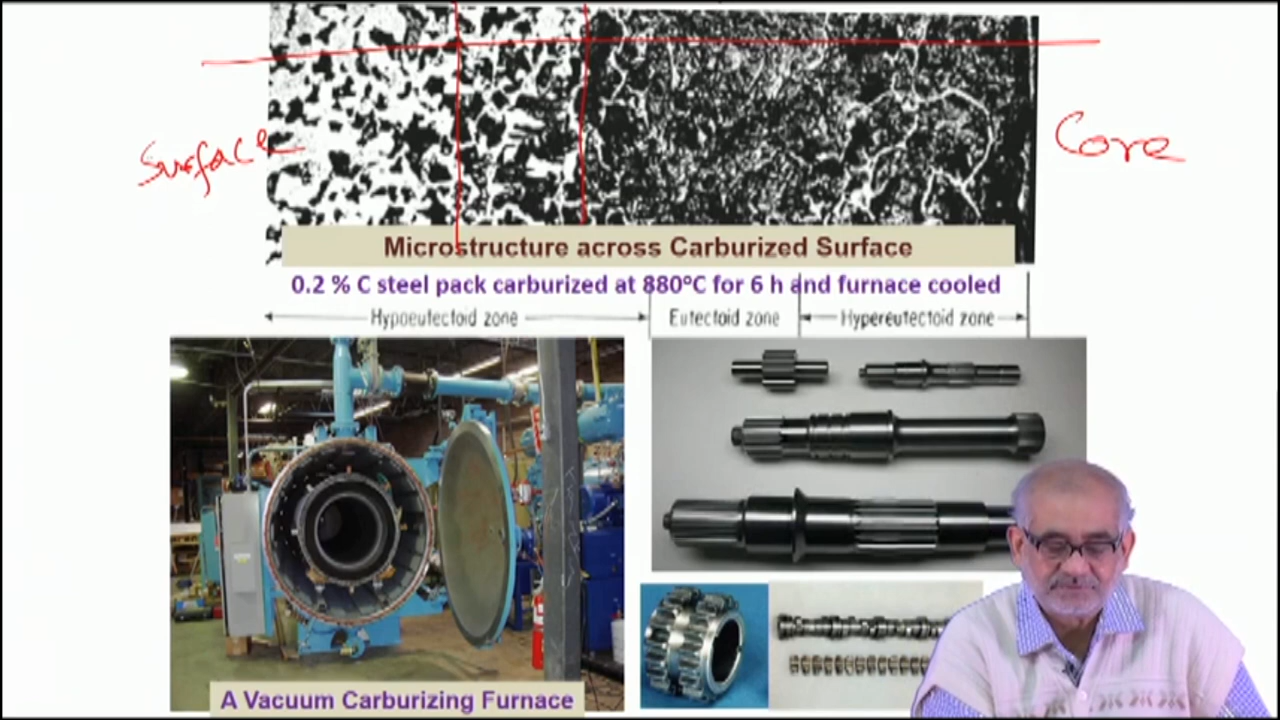 Surface
Core
Microstructure across Carburized Surface
0.2 % C steel pack carburized at 880°C for 6 h and furnace cooled
Hypoeutectoid zone
Eutectoid zone
Hypereutectoid zone
A Vacuum Carburizing Furnace